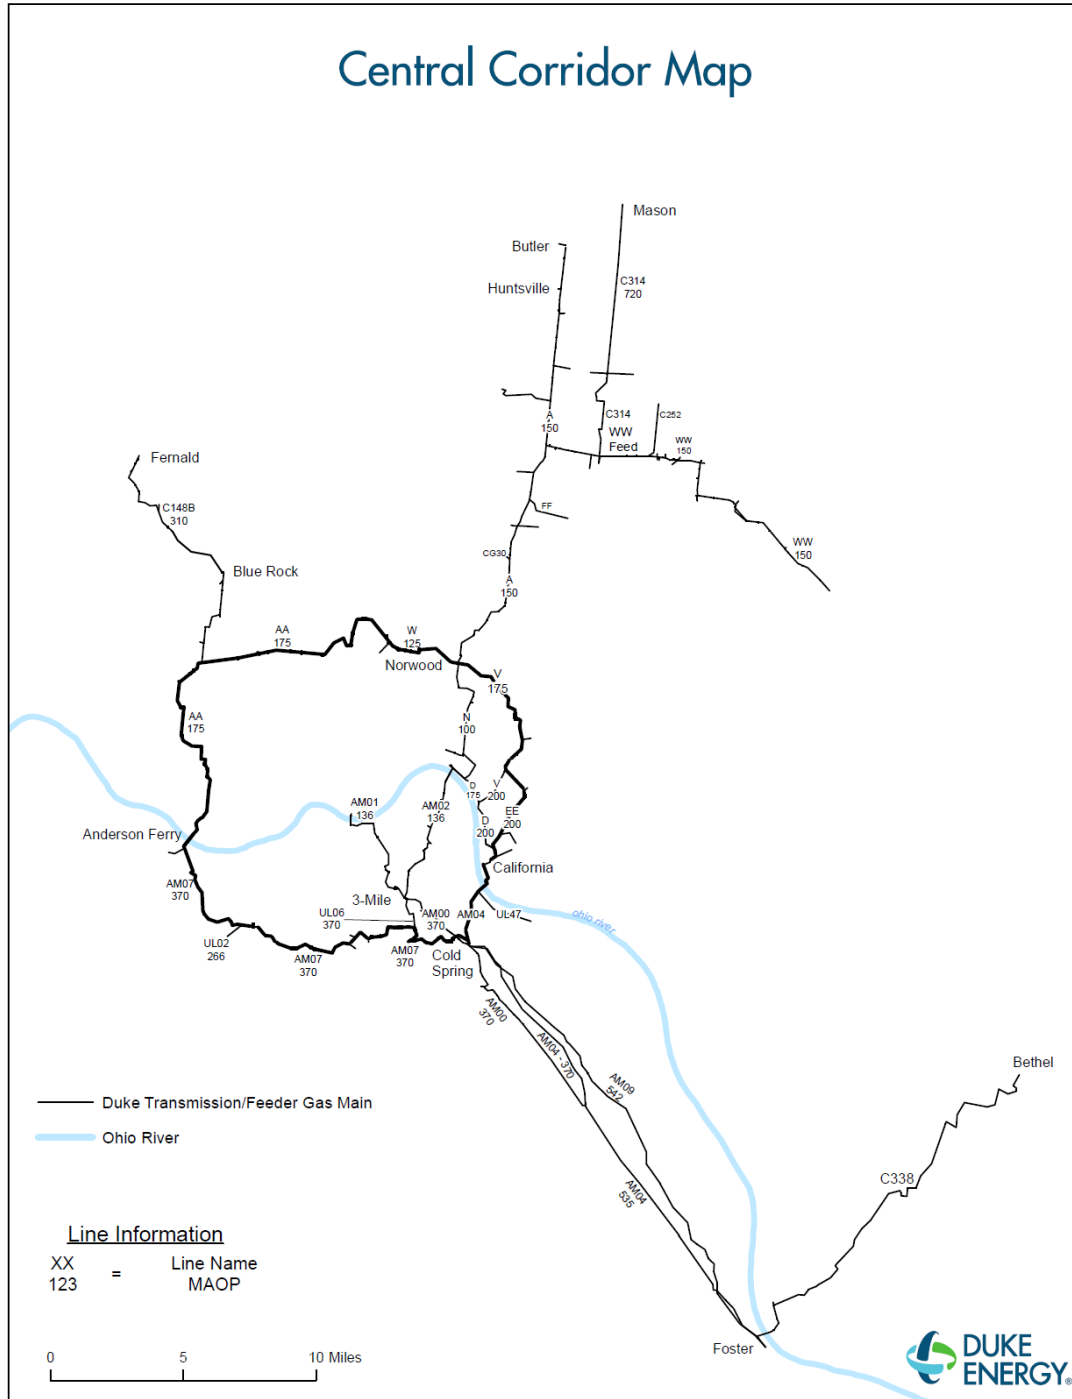 Central Corridor Map
Mason
Butler
C314
720
Huntsville
A
150
C314
C252
WW
Feed
WW
150
Fernald
C148B
310
FF
WW
150
CG30
Blue Rock
A
150
AA
175
W
125
Norwood
V
175
AA
175
N
100
D
175
V
200
AM01
136
AM02
136
EE
200
D
200
Anderson Ferry
California
AM07
370
3-Mile
UL06
370
AM00
370
AM04
UL47
ohio river
UL02
266
AM07
370
AM07
370
Cold
Spring
AM00
370
AM04 - 370
AM09
542
Bethel
Duke Transmission/Feeder Gas Main
Ohio River
C338
AM04
535
Line Information
XX
123
=
Line Name
MAOP
Foster
0
5
10 Miles
DUKE
ENERGY®